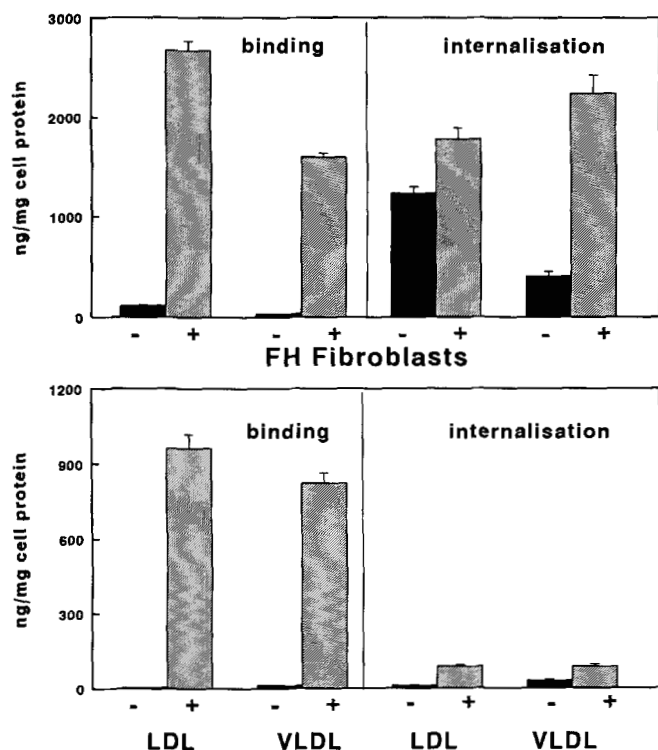 3000
binding internalisation
2000
ng/mg cell protein
1000
0
- + - + - + - +
FH Fibroblasts
1200
binding internalisation
900
ng/mg cell protein
600
300
0
- + - + - + - +
LDL VLDL LDL VLDL